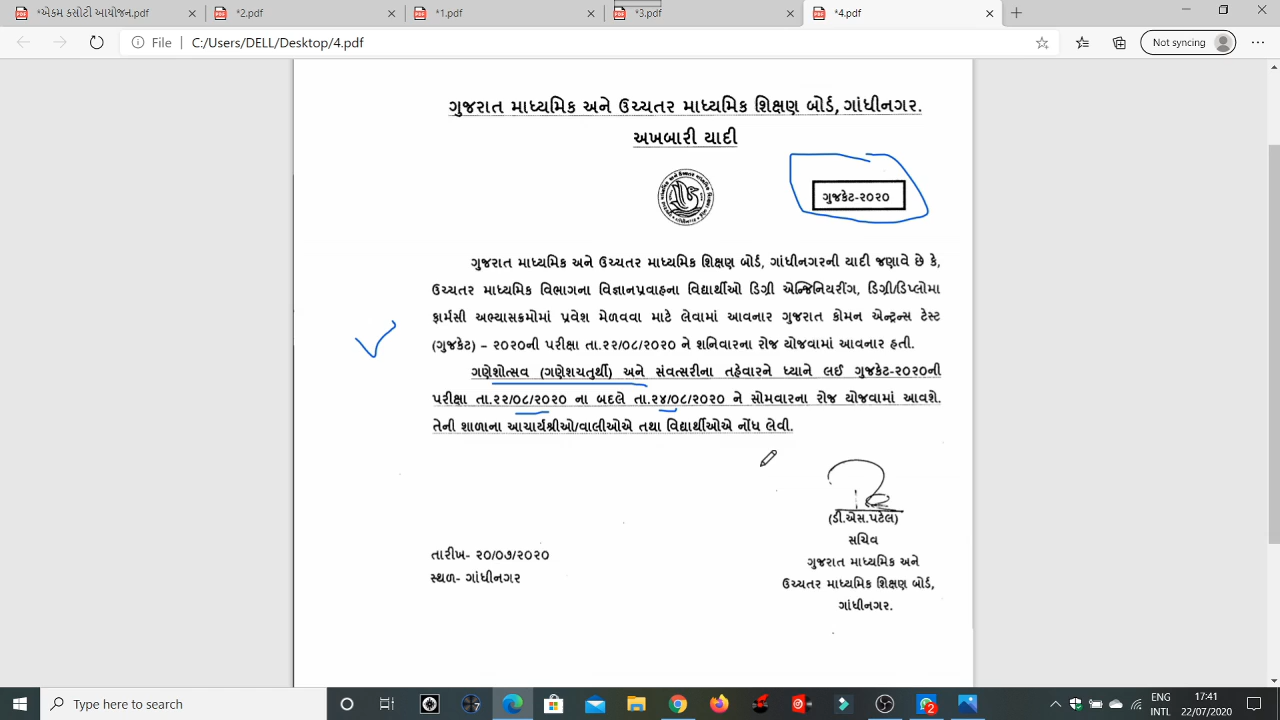 *એકમ કસોટી આયોજન.pdf
*2.pdf
*1.pdf
*3.pdf
*4.pdf
File
C:/Users/DELL/Desktop/4.pdf
Not syncing
ગુજરાત માધ્યમિક અને ઉચ્ચતર માધ્યમિક શિક્ષણ બોર્ડ, ગાંધીનગર.
અખબારી યાદી
ગુજકેટ-૨૦૨૦
ગુજરાત માધ્યમિક અને ઉચ્ચતર માધ્યમિક શિક્ષણ બોર્ડ, ગાંધીનગરની યાદી જણાવે છે કે,
ઉચ્ચતર માધ્યમિક વિભાગના વિજ્ઞાનપ્રવાહના વિદ્યાર્થીઓ ડિગ્રી એન્જિનિયરીંગ, ડિગ્રી/ડિપ્લોમા
ફાર્મસી અભ્યાસક્રમોમાં પ્રવેશ મેળવવા માટે લેવામાં આવનાર ગુજરાત કોમન એન્ટ્રન્સ ટેસ્ટ
(ગુજકેટ) – ૨૦૨૦ની પરીક્ષા તા.૨૨/૦૮/૨૦૨૦ ને શનિવારના રોજ યોજવામાં આવનાર હતી.
ગણેશોત્સવ (ગણેશચતુર્થી) અને સંવત્સરીના તહેવારને ધ્યાને લઈ ગુજકેટ-૨૦૨૦ની
પરીક્ષા તા.૨૨/૦૮/૨૦૨૦ ના બદલે તા.૨૪/૦૮/૨૦૨૦ ને સોમવારના રોજ યોજવામાં આવશે.
તેની શાળાના આચાર્યશ્રીઓ/વાલીઓએ તથા વિદ્યાર્થીઓએ નોંધ લેવી.
(ડી.એસ.પટેલ)
સચિવ
ગુજરાત માધ્યમિક અને
ઉચ્ચતર માધ્યમિક શિક્ષણ બોર્ડ,
ગાંધીનગર.
તારીખ- ૨૦/૦૭/૨૦૨૦
સ્થળ- ગાંધીનગર
Type here to search
2
ENG
INTL
17:41
22/07/2020